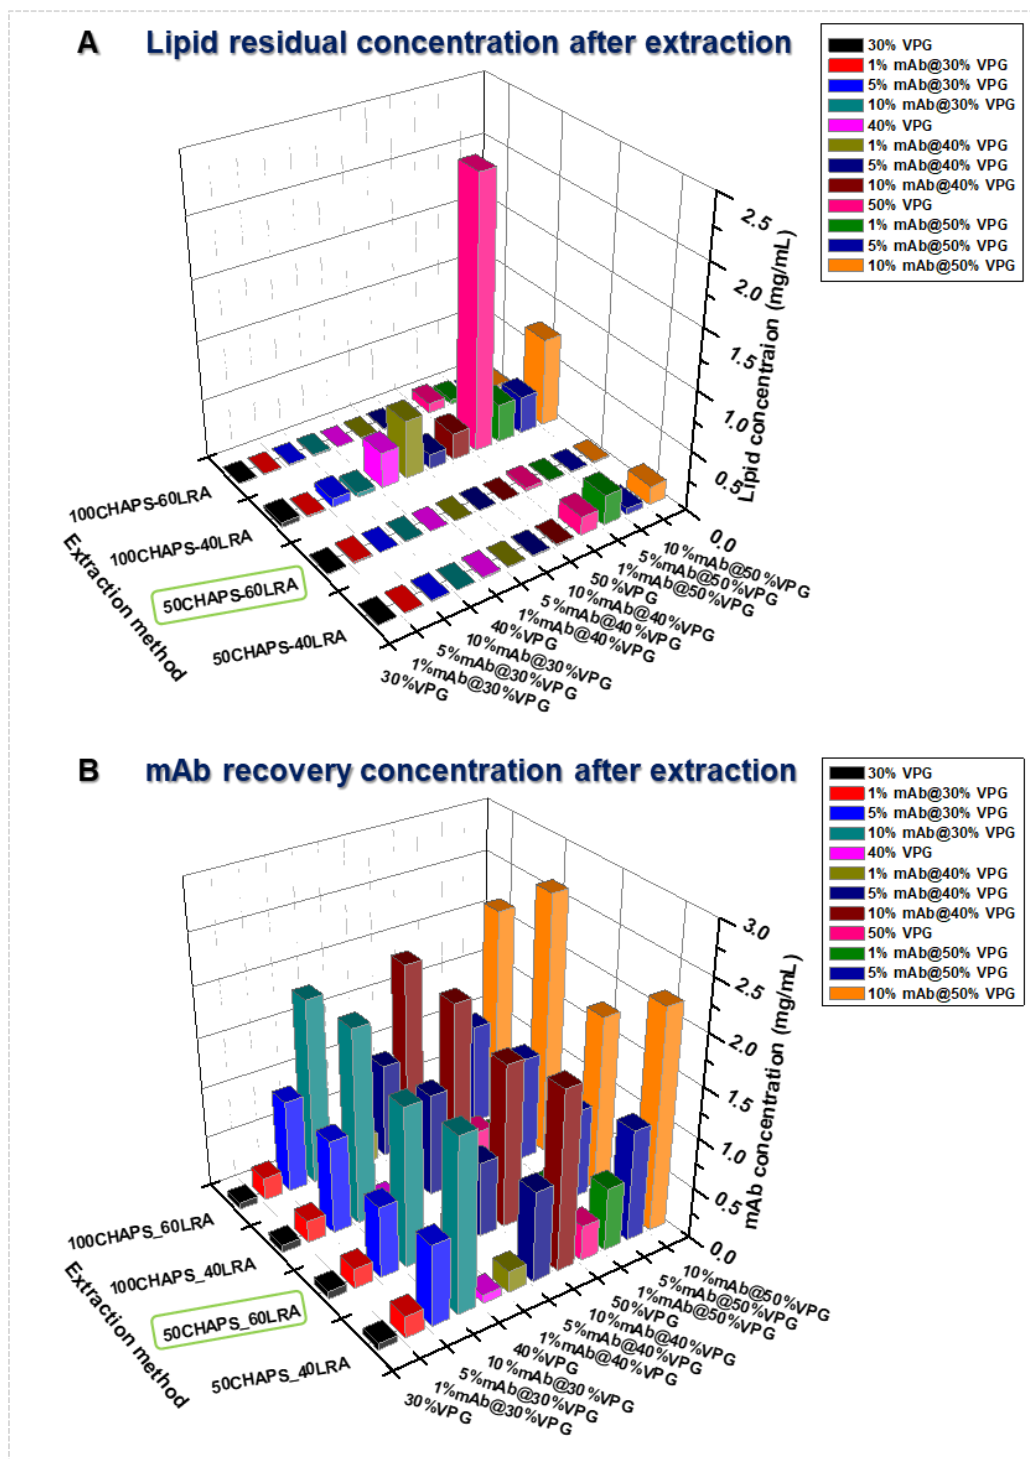 A Lipid residual concentration after extraction
30% VPG
1% mAb@30% VPG
5% mAb@30% VPG
10% mAb@30% VPG
40% VPG
1% mAb@40% VPG
5% mAb@40% VPG
10% mAb@40% VPG
50% VPG
1% mAb@50% VPG
5% mAb@50% VPG
10% mAb@50% VPG
2.5
2.0
1.5
1.0
0.5
0.0
Lipid concentraion (mg/mL)
100CHAPS-60LRA
100CHAPS-40LRA
50CHAPS-60LRA
50CHAPS-40LRA
Extraction method
10%mAb@50%VPG
5%mAb@50%VPG
1%mAb@50%VPG
50%VPG
10%mAb@40%VPG
5%mAb@40%VPG
1%mAb@40%VPG
40%VPG
10%mAb@30%VPG
5%mAb@30%VPG
1%mAb@30%VPG
30%VPG
B mAb recovery concentration after extraction
30% VPG
1% mAb@30% VPG
5% mAb@30% VPG
10% mAb@30% VPG
40% VPG
1% mAb@40% VPG
5% mAb@40% VPG
10% mAb@40% VPG
50% VPG
1% mAb@50% VPG
5% mAb@50% VPG
10% mAb@50% VPG
3.0
2.5
2.0
1.5
1.0
0.5
0.0
mAb concentration (mg/mL)
100CHAPS_60LRA
100CHAPS_40LRA
50CHAPS_60LRA
50CHAPS_40LRA
Extraction method
10%mAb@50%VPG
5%mAb@50%VPG
1%mAb@50%VPG
50%VPG
10%mAb@40%VPG
5%mAb@40%VPG
1%mAb@40%VPG
40%VPG
10%mAb@30%VPG
5%mAb@30%VPG
1%mAb@30%VPG
30%VPG